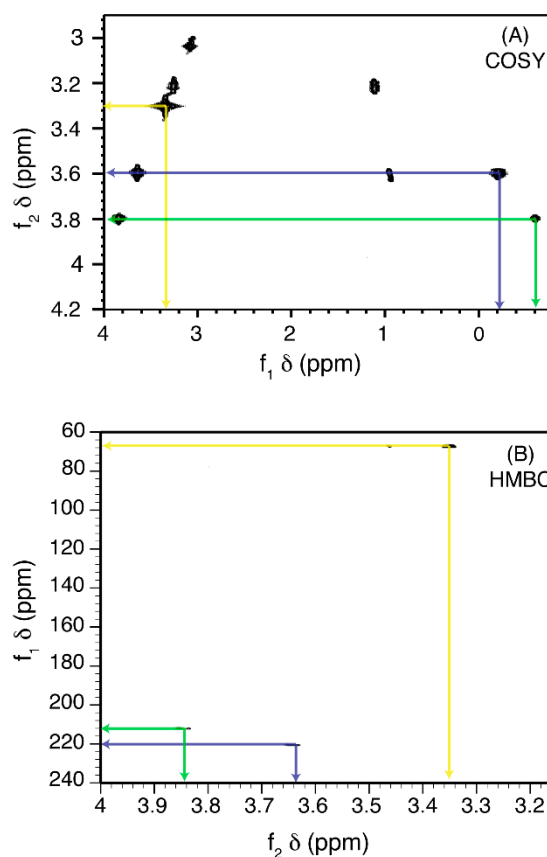 (A)
COSY
3
3.2
3.4
3.6
3.8
4
4.2
f2 δ (ppm)
4 3 2 1 0
f1 δ (ppm)
(B)
HMBC
60
80
100
120
140
160
180
200
220
240
f1 δ (ppm)
4 3.9 3.8 3.7 3.6 3.5 3.4 3.3 3.2
f2 δ (ppm)